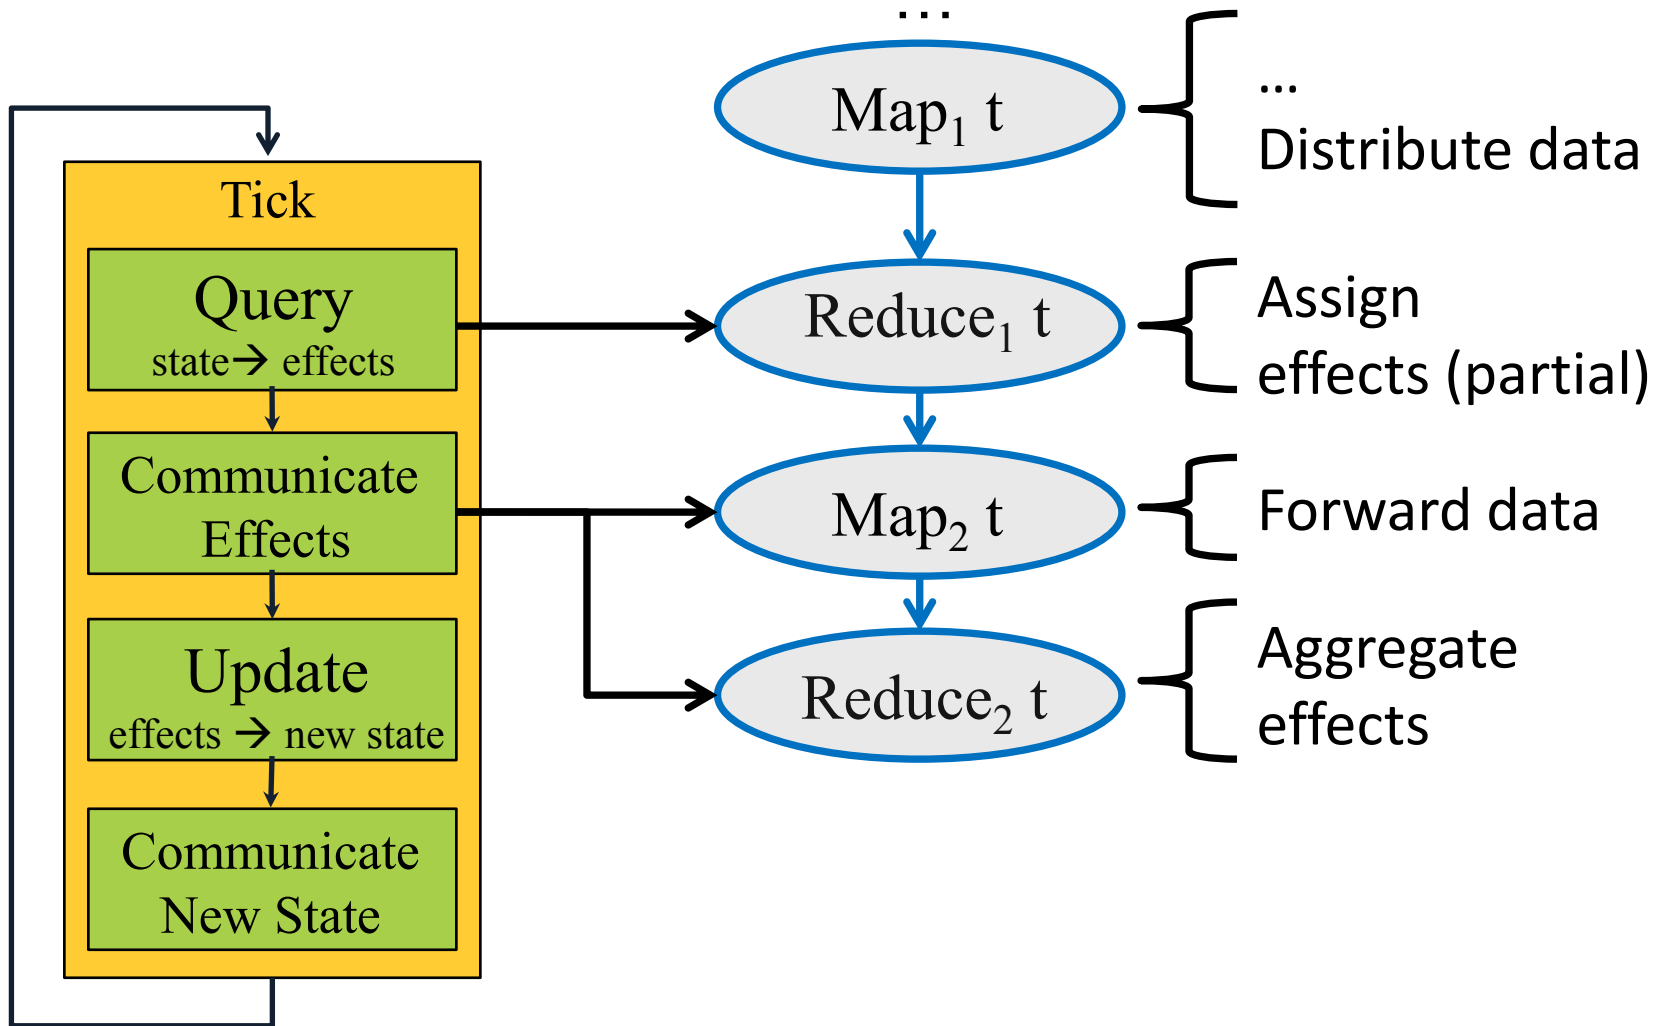 Tick
Query
state→ effects
Communicate
Effects
Update
effects → new state
Communicate
New State
...
Map₁ t
Reduce₁ t
Map₂ t
Reduce₂ t
...
Distribute data
Assign
effects (partial)
Forward data
Aggregate
effects